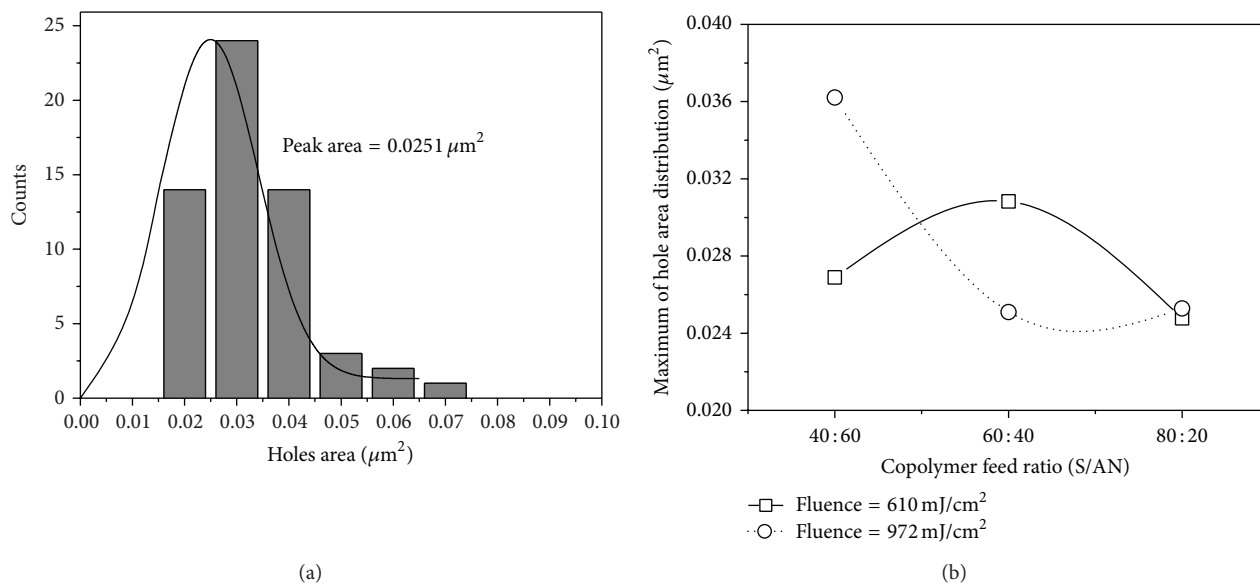 25
20
15
10
5
0
Counts
Peak area = 0.0251 μm²
0.00 0.01 0.02 0.03 0.04 0.05 0.06 0.07 0.08 0.09 0.10
Holes area (μm²)
(a)
0.040
0.036
0.032
0.028
0.024
0.020
Maximum of hole area distribution (μm²)
40:60 60:40 80:20
Copolymer feed ratio (S/AN)
Fluence = 610 mJ/cm²
Fluence = 972 mJ/cm²
(b)